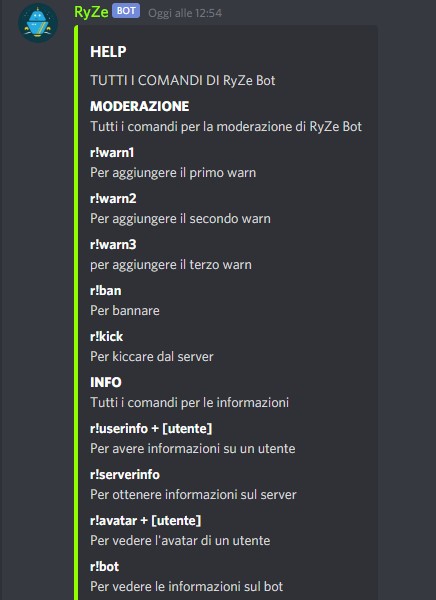 RyZe BOT Oggi alle 12:54
HELP
TUTTI I COMANDI DI RyZe Bot
MODERAZIONE
Tutti i comandi per la moderazione di RyZe Bot
r!warn1
Per aggiungere il primo warn
r!warn2
Per aggiungere il secondo warn
r!warn3
per aggiungere il terzo warn
r!ban
Per bannare
r!kick
Per kiccare dal server
INFO
Tutti i comandi per le informazioni
r!userinfo + [utente]
Per avere informazioni su un utente
r!serverinfo
Per ottenere informazioni sul server
r!avatar + [utente]
Per vedere l'avatar di un utente
r!bot
Per vedere le informazioni sul bot